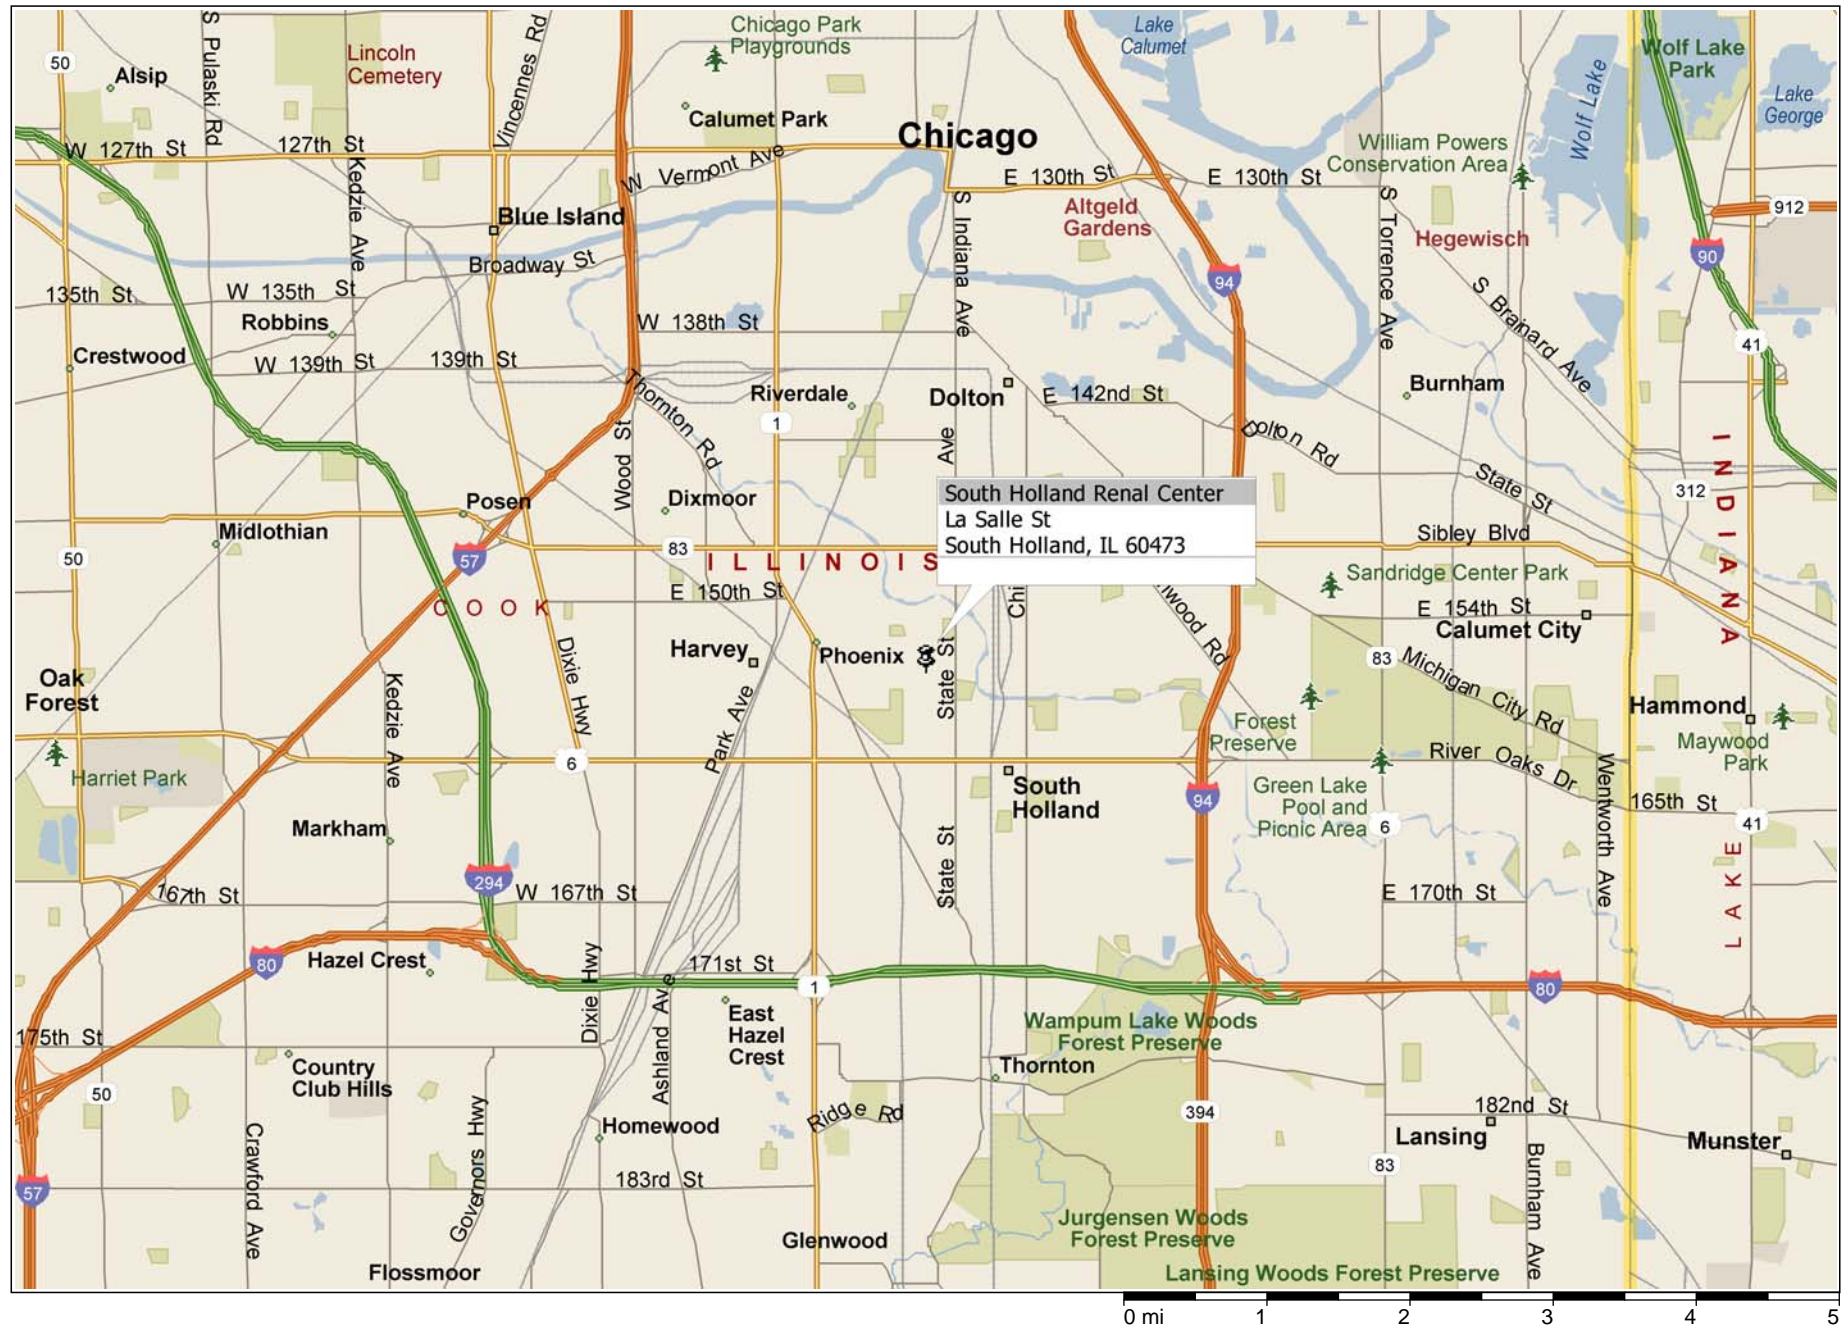 50
Alsip
S Pulaski Rd
Lincoln
Cemetery
Vincennes Rd
Chicago Park
Playgrounds
Calumet Park
Chicago
Lake
Calumet
Wolf Lake
Wolf Lake
Park
Lake
George
William Powers
Conservation Area
W 127th St
127th St
Kedzie Ave
W Vermont Ave
E 130th St
E 130th St
Blue Island
Broadway St
S Indiana Ave
Altgeld
Gardens
S Torrence Ave
Hegewisch
912
90
94
135th St
W 135th St
Robbins
W 138th St
S Brainard Ave
41
Crestwood
W 139th St
139th St
Thornton Rd
Riverdale
Dolton
E 142nd St
Burnham
1
Wood St
Ave
Dolton Rd
State St
312
INDIANA
Posen
Dixmoor
South Holland Renal Center
La Salle St
South Holland, IL 60473
Midlothian
50
57
83
ILLINOIS
Sibley Blvd
Sandridge Center Park
E 150th St
COOK
Chi
lwood Rd
E 154th St
Calumet City
Dixie Hwy
Harvey
Phoenix
State St
83
Michigan City Rd
Oak
Forest
Kedzie Ave
Park Ave
Forest
Preserve
Hammond
Maywood
Park
River Oaks Dr
Harriet Park
6
South
Holland
94
Green Lake
Pool and
Picnic Area
6
Wentworth Ave
165th St
41
Markham
State St
LAKE
294
167th St
W 167th St
E 170th St
80
Hazel Crest
Dixie Hwy
171st St
1
80
Ashland Ave
East
Hazel
Crest
175th St
Wampum Lake Woods
Forest Preserve
Country
Club Hills
Thornton
50
Governors Hwy
Ridge Rd
394
182nd St
Homewood
Lansing
Munster
Crawford Ave
83
Burnham Ave
57
183rd St
Jurgensen Woods
Forest Preserve
Glenwood
Flossmoor
Lansing Woods Forest Preserve
0 mi 1 2 3 4 5